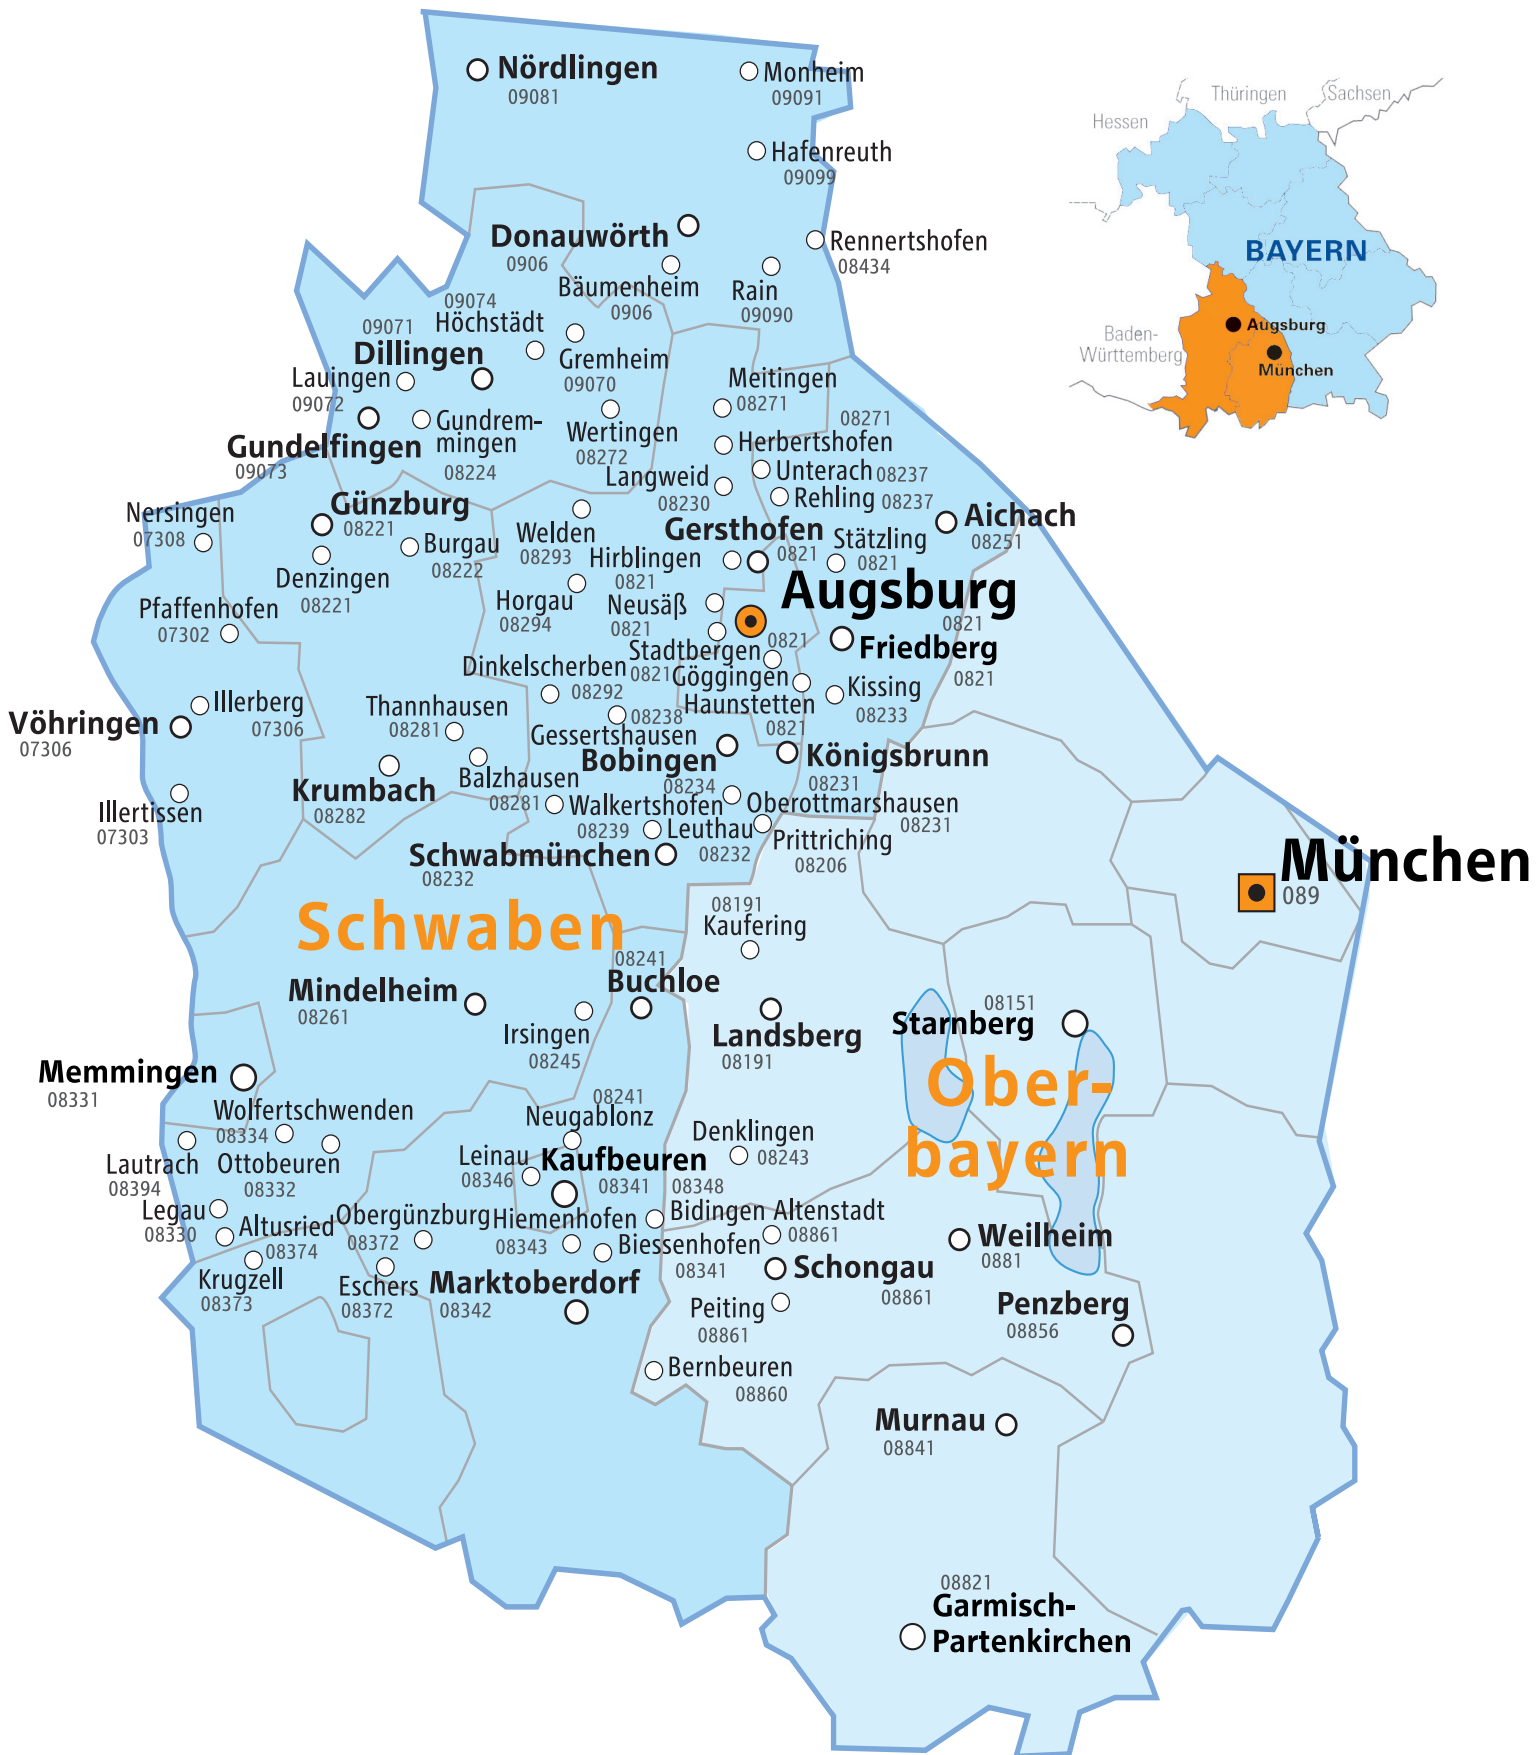 Nördlingen
09081
Monheim
09091
Hafenreuth
09099
Thüringen
Sachsen
Hessen
BAYERN
Augsburg
Baden-
Württemberg
München
Donauwörth
0906
Rennertshofen
08434
Bäumenheim
0906
Rain
09090
09074
Höchstädt
09071
Dillingen
Gremheim
09070
Lauingen
09072
Meitingen
08271
08271
Gundrem-
mingen
08224
Gundelfingen
09073
Wertingen
08272
Herbertshofen
Unterach 08237
Langweid
08230
Rehling 08237
Günzburg
08221
Nersingen
07308
Aichach
08251
Welden
08293
Gersthofen
0821
Burgau
08222
Hirblingen
0821
Stätzling
0821
Denzingen
08221
Augsburg
0821
Horgau
08294
Neusäß
0821
Pfaffenhofen
07302
0821
Stadtbergen
0821
Friedberg
0821
Dinkelscherben
08292
Göggingen
Kissing
08233
Haunstetten
0821
Illerberg
07306
Thannhausen
08281
08238
Gessertshausen
Vöhringen
07306
Bobingen
08234
Königsbrunn
08231
Balzhausen
08281
Krumbach
08282
Illertissen
07303
Walkertshofen
08239
Oberottmarshausen
08231
Leuthau
08232
Prittriching
08206
Schwabmünchen
08232
München
089
Schwaben
08191
Kaufering
08241
Buchloe
Mindelheim
08261
Irsingen
08245
Landsberg
08191
08151
Starnberg
Ober-
bayern
Memmingen
08331
Wolfertschwenden
08334
08241
Neugablonz
Denklingen
08243
Lautrach
08394
Ottobeuren
08332
Leinau
08346
Kaufbeuren
08341
08348
Bidingen
Altenstadt
08861
Legau
08330
Altusried
08374
Obergünzburg
08372
Hiemenhofen
08343
Biessenhofen
08341
Weilheim
0881
Krugzell
08373
Eschers
08372
Marktoberdorf
08342
Schongau
08861
Peiting
08861
Penzberg
08856
Bernbeuren
08860
Murnau
08841
08821
Garmisch-
Partenkirchen